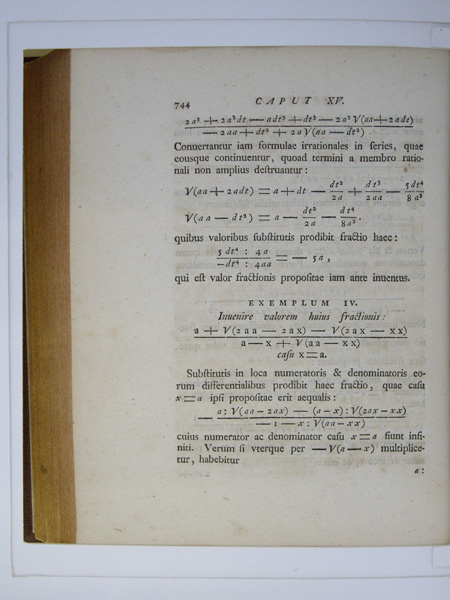 744 CAPUT XV.
2a³ + 2a²dt — adt² + dt³ — 2a² √(aa+2adt)
— 2aa + dt² + 2a √(aa — dt²)
Conuertantur iam formulae irrationales in series, quae
eousque continuentur, quoad termini a membro ratio-
nali non amplius destruantur:
√(aa + 2adt) = a + dt — dt²/2a + dt³/2aa — 5dt⁴/8a³
√(aa — dt²) = a — dt²/2a — dt⁴/8a³.
quibus valoribus substitutis prodibit fractio haec:
5 dt⁴ : 4a
— dt⁴ : 4aa = — 5a,
qui est valor fractionis propositae iam ante inuentus.
EXEMPLUM IV.
Inuenire valorem huius fractionis:
a + √(2aa — 2ax) — √(2ax — xx)
a — x + √(aa — xx)
casu x = a.
Substitutis in loca numeratoris & denominatoris eo-
rum differentialibus prodibit haec fractio, quae casu
x = a ipsi propositae erit aequalis:
— a : √(aa — 2ax) — (a — x) : √(2ax — xx)
— 1 — x : √(aa — xx)
cuius numerator ac denominator casu x = a fiunt infi-
niti. Verum si vterque per — √(a — x) multiplice-
tur, habebitur
a :